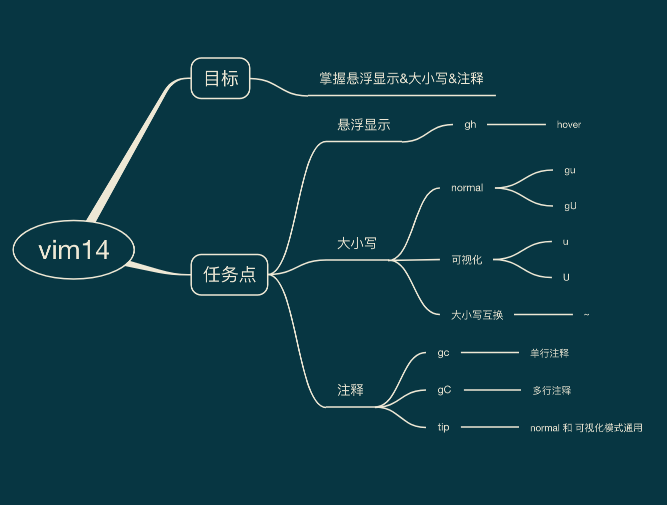 vim14
目标
掌握悬浮显示&大小写&注释
任务点
悬浮显示
gh
hover
大小写
normal
gu
gU
可视化
u
U
大小写互换
~
注释
gc
单行注释
gC
多行注释
tip
normal 和 可视化模式通用